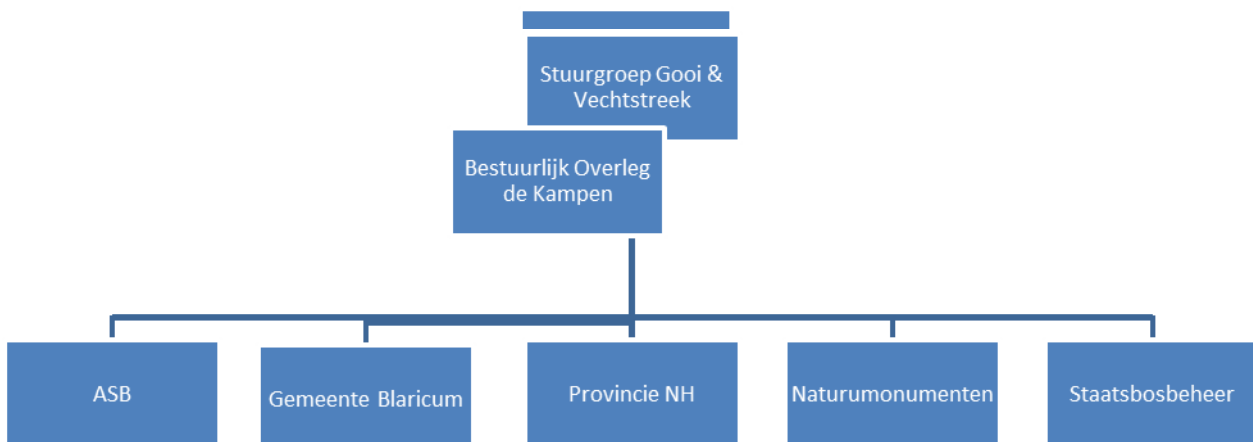 Stuurgroep Gooi &
Vechtstreek
Bestuurlijk Overleg
de Kampen
ASB
Gemeente Blaricum
Provincie NH
Naturumonumenten
Staatsbosbeheer